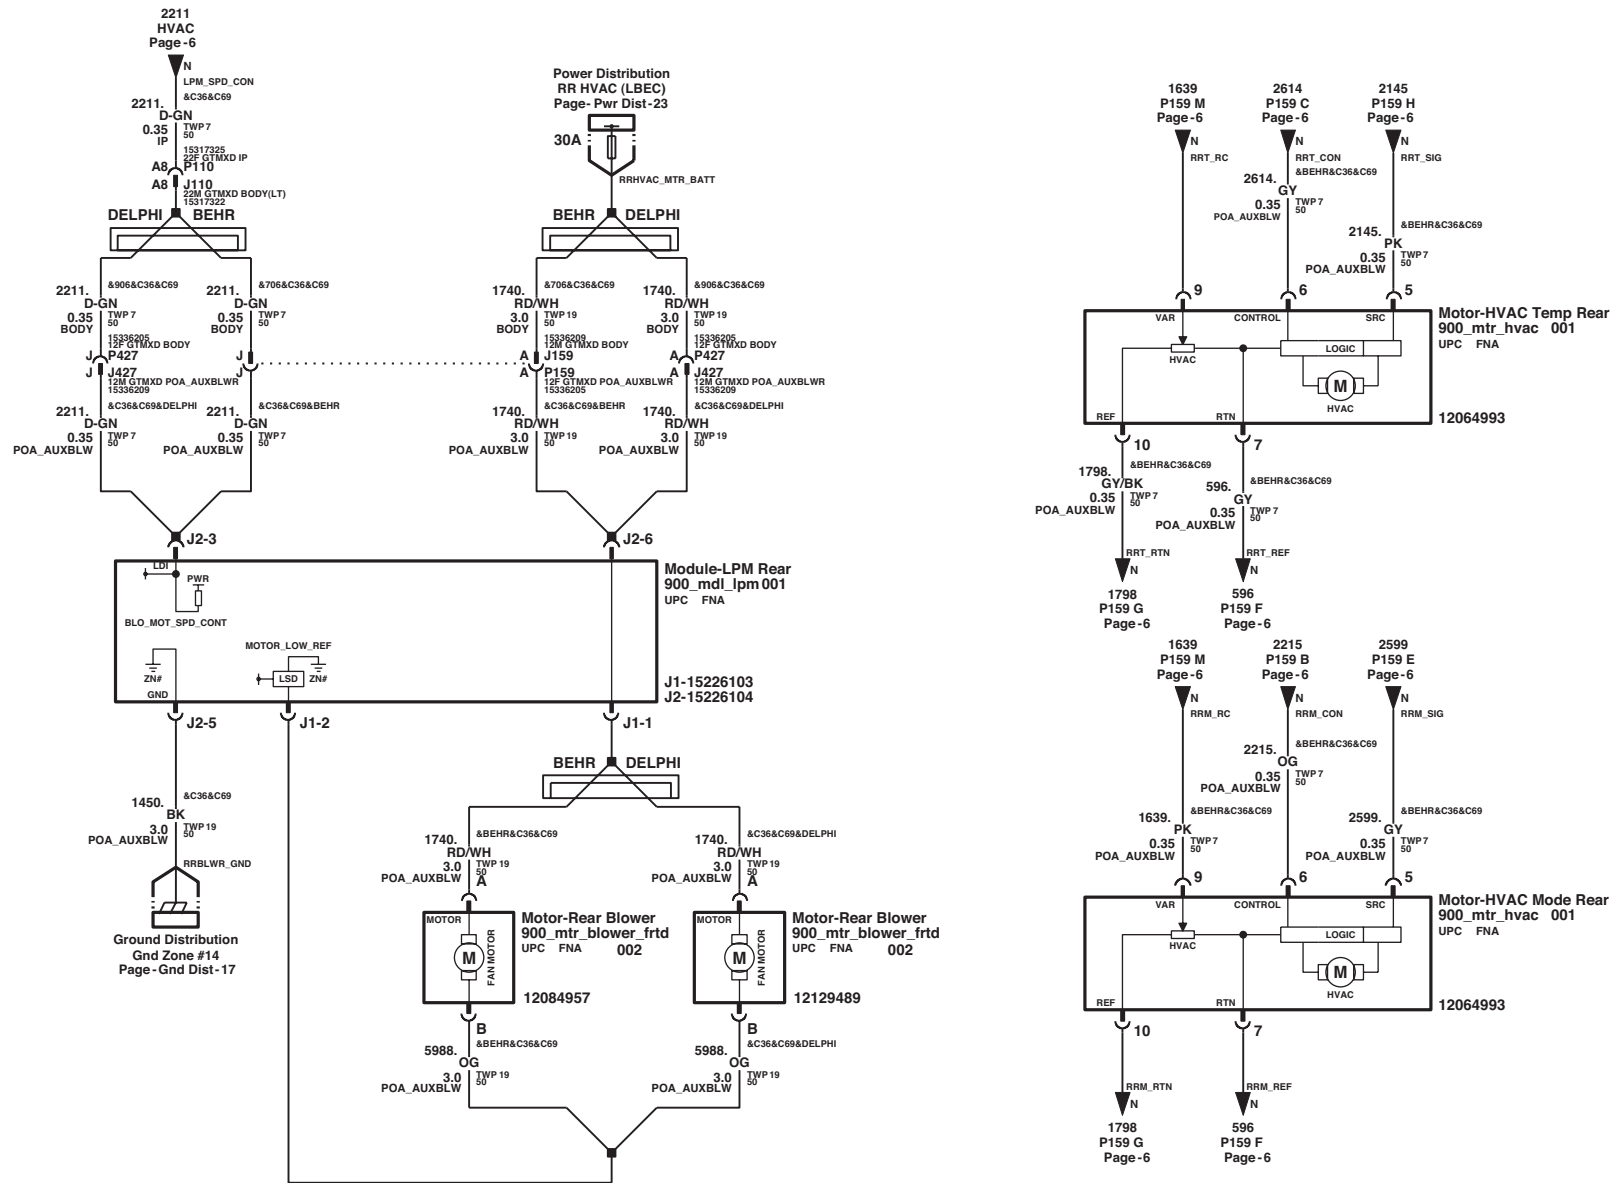 2211
HVAC
Page-6
N
LPM_SPD_CON
&C36&C69
2211.
D-GN
0.35
IP
TWP 7
50
15317325
22F GTMXD IP
A8 P110
A8 J110
22M GTMXD BODY(LT)
15317322
DELPHI BEHR
&906&C36&C69
2211.
D-GN
0.35
BODY
TWP 7
50
15336205
12F GTMXD BODY
J P427
J J427
12M GTMXD POA_AUXBLWR
15336209
&C36&C69&DELPHI
2211.
D-GN
0.35
POA_AUXBLW
TWP 7
50
&706&C36&C69
2211.
D-GN
0.35
BODY
TWP 7
50
J
J
&C36&C69&BEHR
2211.
D-GN
0.35
POA_AUXBLW
TWP 7
50
J2-3
Power Distribution
RR HVAC (LBEC)
Page- Pwr Dist-23
30A
RRHVAC_MTR_BATT
BEHR DELPHI
&706&C36&C69
1740.
RD/WH
3.0
BODY
TWP 19
50
15336209
12M GTMXD BODY
A J159
A P159
12F GTMXD POA_AUXBLWR
15336205
&C36&C69&BEHR
1740.
RD/WH
3.0
POA_AUXBLW
TWP 19
50
&906&C36&C69
1740.
RD/WH
3.0
BODY
TWP 19
50
15336205
12F GTMXD BODY
A P427
A J427
12M GTMXD POA_AUXBLWR
15336209
&C36&C69&DELPHI
1740.
RD/WH
3.0
POA_AUXBLW
TWP 19
50
J2-6
LDI
PWR
BLO_MOT_SPD_CONT
MOTOR_LOW_REF
ZN#
LSD
ZN#
GND
Module-LPM Rear
900_mdl_lpm 001
UPC FNA
J1-15226103
J2-15226104
J2-5
J1-2
J1-1
&C36&C69
1450.
BK
3.0
POA_AUXBLW
TWP 19
50
RRBLWR_GND
Ground Distribution
Gnd Zone #14
Page-Gnd Dist-17
BEHR DELPHI
&BEHR&C36&C69
1740.
RD/WH
3.0
POA_AUXBLW
TWP 19
50
A
MOTOR
M
FAN MOTOR
Motor-Rear Blower
900_mtr_blower_frtd
UPC FNA 002
12084957
B
&BEHR&C36&C69
5988.
OG
3.0
POA_AUXBLW
TWP 19
50
&C36&C69&DELPHI
1740.
RD/WH
3.0
POA_AUXBLW
TWP 19
50
A
MOTOR
M
FAN MOTOR
Motor-Rear Blower
900_mtr_blower_frtd
UPC FNA 002
12129489
B
&C36&C69&DELPHI
5988.
OG
3.0
POA_AUXBLW
TWP 19
50
1639
P159 M
Page-6
N
RRT_RC
2614
P159 C
Page-6
N
RRT_CON
&BEHR&C36&C69
2614.
GY
0.35
POA_AUXBLW
TWP 7
50
2145
P159 H
Page-6
N
RRT_SIG
&BEHR&C36&C69
2145.
PK
0.35
POA_AUXBLW
TWP 7
50
9 6 5
VAR CONTROL SRC
HVAC
LOGIC
M
HVAC
REF RTN
Motor-HVAC Temp Rear
900_mtr_hvac 001
UPC FNA
12064993
10 7
&BEHR&C36&C69
1798.
GY/BK
0.35
POA_AUXBLW
TWP 7
50
RRT_RTN
N
1798
P159 G
Page-6
&BEHR&C36&C69
596.
GY
0.35
POA_AUXBLW
TWP 7
50
RRT_REF
N
596
P159 F
Page-6
1639
P159 M
Page-6
N
RRM_RC
&BEHR&C36&C69
1639.
PK
0.35
POA_AUXBLW
TWP 7
50
2215
P159 B
Page-6
N
RRM_CON
&BEHR&C36&C69
2215.
OG
0.35
POA_AUXBLW
TWP 7
50
2599
P159 E
Page-6
N
RRM_SIG
&BEHR&C36&C69
2599.
GY
0.35
POA_AUXBLW
TWP 7
50
9 6 5
VAR CONTROL SRC
HVAC
LOGIC
M
HVAC
REF RTN
Motor-HVAC Mode Rear
900_mtr_hvac 001
UPC FNA
12064993
10 7
RRM_RTN
N
1798
P159 G
Page-6
RRM_REF
N
596
P159 F
Page-6